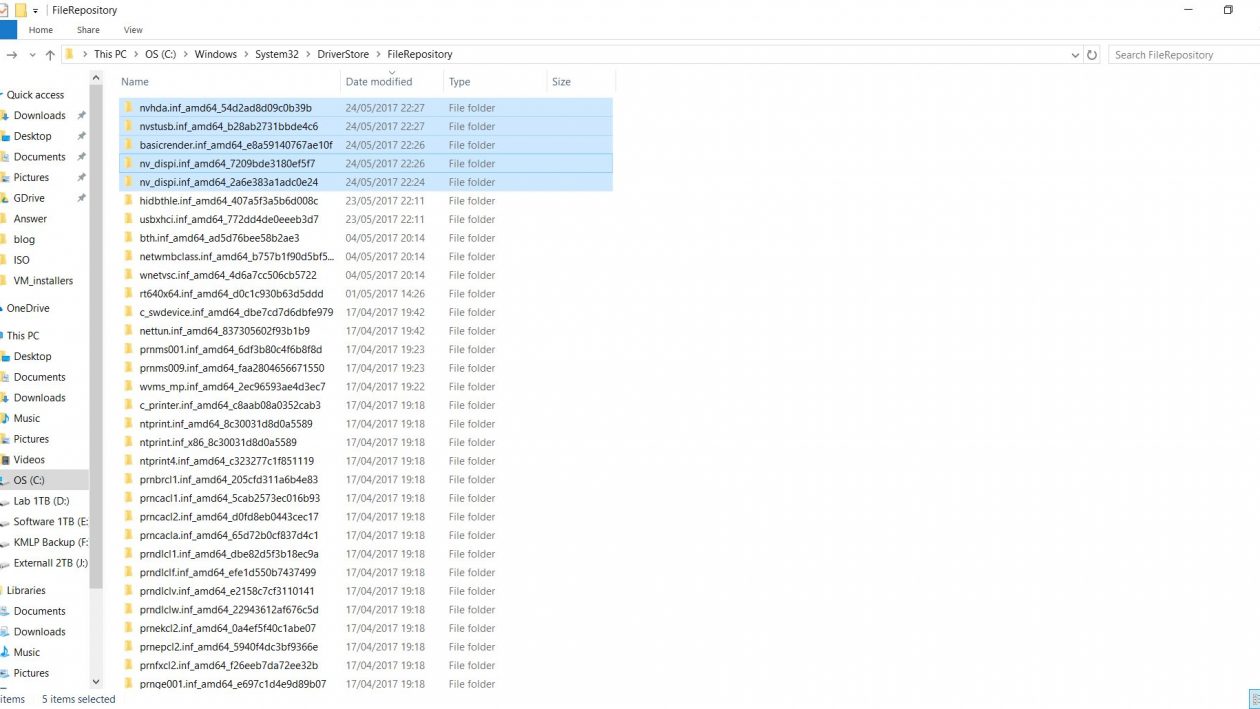 FileRepository
Home Share View
This PC > OS (C:) > Windows > System32 > DriverStore > FileRepository
Search FileRepository
Quick access
Downloads
Desktop
Documents
Pictures
GDrive
Answer
blog
ISO
VM_installers
OneDrive
This PC
Desktop
Documents
Downloads
Music
Pictures
Videos
OS (C:)
Lab 1TB (D:)
Software 1TB (E:
KMLP Backup (F:
Externall 2TB (J:)
Libraries
Documents
Downloads
Music
Pictures
Name Date modified Type Size
nvhda.inf_amd64_54d2ad8d09c0b39b 24/05/2017 22:27 File folder
nvstusb.inf_amd64_b28ab2731bbde4c6 24/05/2017 22:27 File folder
basicrender.inf_amd64_e8a59140767ae10f 24/05/2017 22:26 File folder
nv_dispi.inf_amd64_7209bde3180ef5f7 24/05/2017 22:26 File folder
nv_dispi.inf_amd64_2a6e383a1adc0e24 24/05/2017 22:24 File folder
hidbthle.inf_amd64_407a5f3a5b6d008c 23/05/2017 22:11 File folder
usbxhci.inf_amd64_772dd4de0eeeb3d7 23/05/2017 22:11 File folder
bth.inf_amd64_ad5d76bee58b2ae3 04/05/2017 20:14 File folder
netwmbclass.inf_amd64_b757b1f90d5bf5... 04/05/2017 20:14 File folder
wnetvsc.inf_amd64_4d6a7cc506cb5722 04/05/2017 20:14 File folder
rt640x64.inf_amd64_d0c1c930b63d5ddd 01/05/2017 14:26 File folder
c_swdevice.inf_amd64_dbe7cd7d6dbfe979 17/04/2017 19:42 File folder
nettun.inf_amd64_837305602f93b1b9 17/04/2017 19:42 File folder
prnms001.inf_amd64_6df3b80c4f6b8f8d 17/04/2017 19:23 File folder
prnms009.inf_amd64_faa2804656671550 17/04/2017 19:23 File folder
wvms_mp.inf_amd64_2ec96593ae4d3ec7 17/04/2017 19:22 File folder
c_printer.inf_amd64_c8aab08a0352cab3 17/04/2017 19:18 File folder
ntprint.inf_amd64_8c30031d8d0a5589 17/04/2017 19:18 File folder
ntprint.inf_x86_8c30031d8d0a5589 17/04/2017 19:18 File folder
ntprint4.inf_amd64_c323277c1f851119 17/04/2017 19:18 File folder
prnbrcl1.inf_amd64_205cfd311a6b4e83 17/04/2017 19:18 File folder
prncacl1.inf_amd64_5cab2573ec016b93 17/04/2017 19:18 File folder
prncacl2.inf_amd64_d0fd8eb0443cec17 17/04/2017 19:18 File folder
prncacla.inf_amd64_65d72b0cf837d4c1 17/04/2017 19:18 File folder
prndlcl1.inf_amd64_dbe82d5f3b18ec9a 17/04/2017 19:18 File folder
prndlclf.inf_amd64_efe1d550b7437499 17/04/2017 19:18 File folder
prndlclv.inf_amd64_e2158c7cf3110141 17/04/2017 19:18 File folder
prndlclw.inf_amd64_22943612af676c5d 17/04/2017 19:18 File folder
prnekcl2.inf_amd64_0a4ef5f40c1abe07 17/04/2017 19:18 File folder
prnepcl2.inf_amd64_5940f4dc3bf9366e 17/04/2017 19:18 File folder
prnfxcl2.inf_amd64_f26eeb7da72ee32b 17/04/2017 19:18 File folder
prnge001.inf_amd64_e697c1d4e9d89b07 17/04/2017 19:18 File folder
items 5 items selected